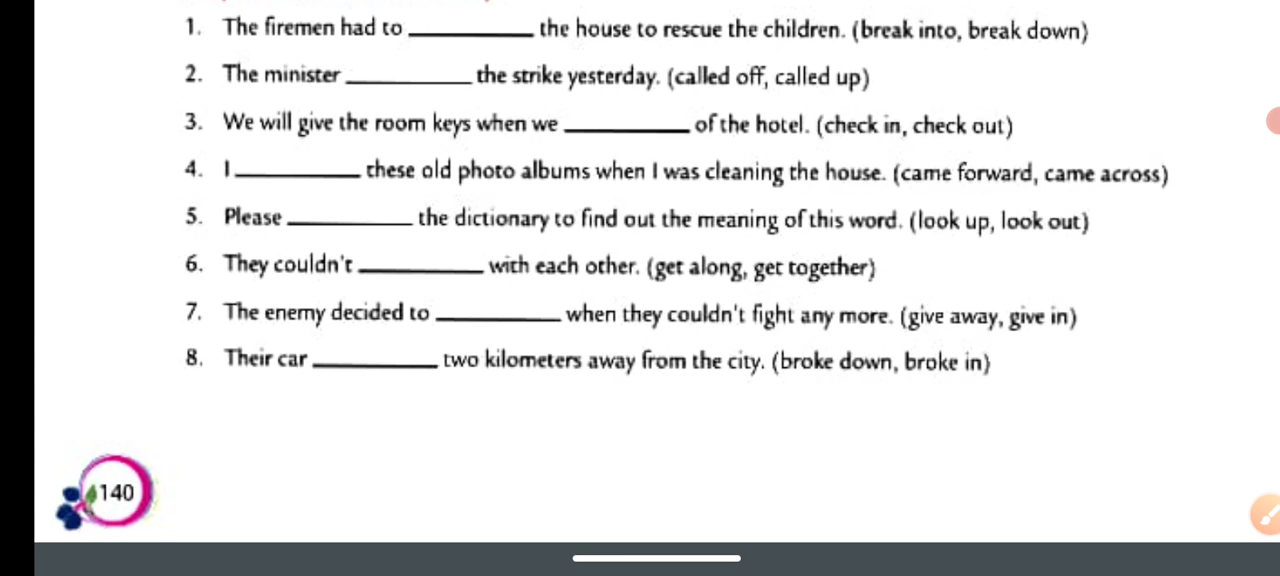 1. The firemen had to __________ the house to rescue the children. (break into, break down)
2. The minister __________ the strike yesterday. (called off, called up)
3. We will give the room keys when we __________ of the hotel. (check in, check out)
4. I __________ these old photo albums when I was cleaning the house. (came forward, came across)
5. Please __________ the dictionary to find out the meaning of this word. (look up, look out)
6. They couldn't __________ with each other. (get along, get together)
7. The enemy decided to __________ when they couldn't fight any more. (give away, give in)
8. Their car __________ two kilometers away from the city. (broke down, broke in)
140